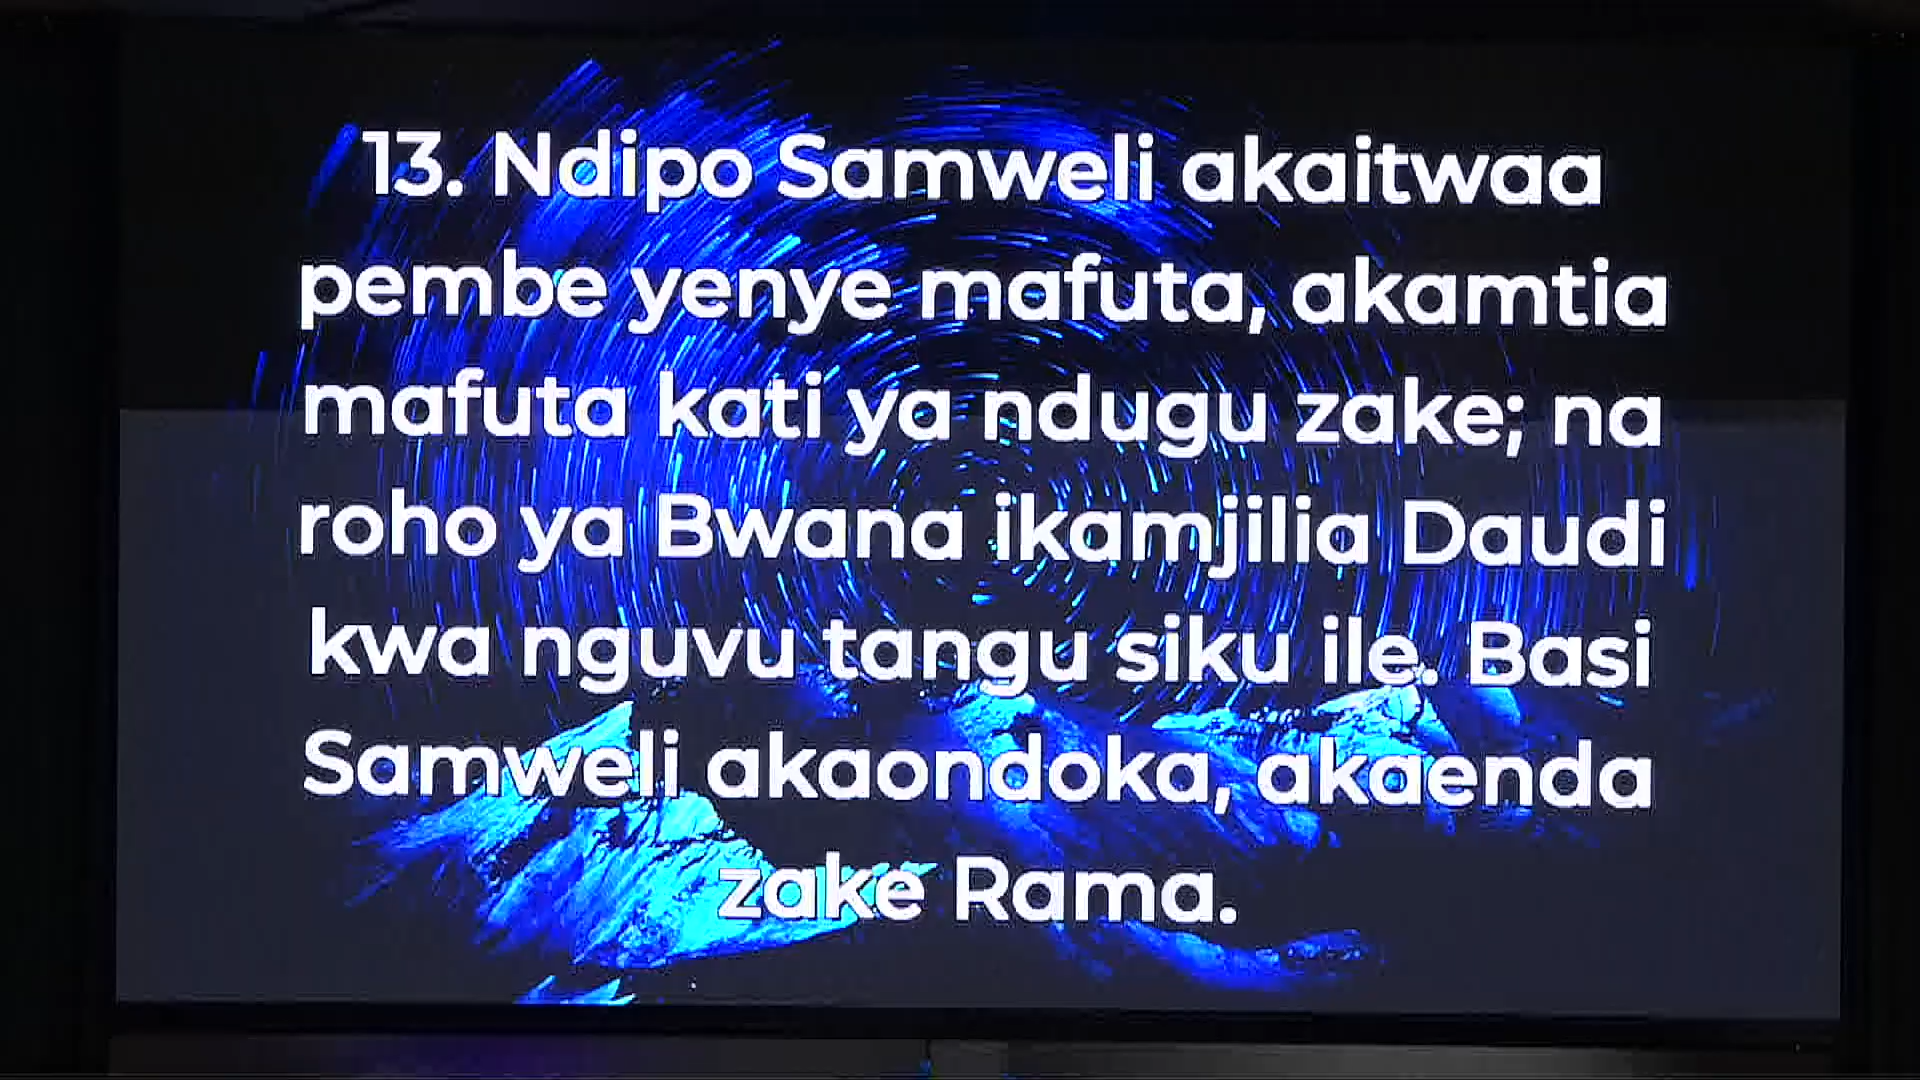 13. Ndipo Samweli akaitwaa
pembe yenye mafuta, akamtia
mafuta kati ya ndugu zake; na
roho ya Bwana ikamjilia Daudi
kwa nguvu tangu siku ile. Basi
Samweli akaondoka, akaenda
zake Rama.